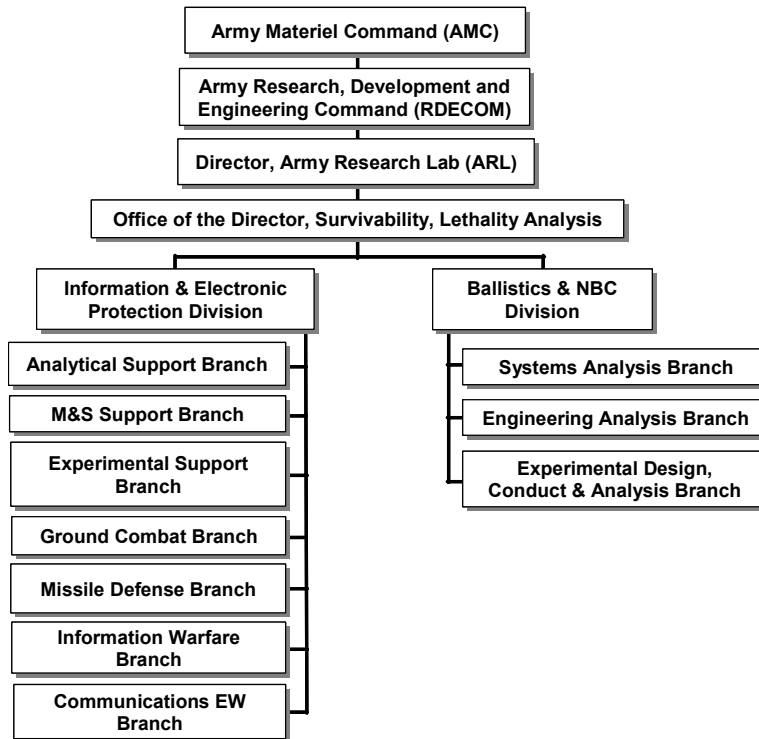 Army Materiel Command (AMC)
Army Research, Development and
Engineering Command (RDECOM)
Director, Army Research Lab (ARL)
Office of the Director, Survivability, Lethality Analysis
Information & Electronic
Protection Division
Analytical Support Branch
M&S Support Branch
Experimental Support
Branch
Ground Combat Branch
Missile Defense Branch
Information Warfare
Branch
Communications EW
Branch
Ballistics & NBC
Division
Systems Analysis Branch
Engineering Analysis Branch
Experimental Design,
Conduct & Analysis Branch